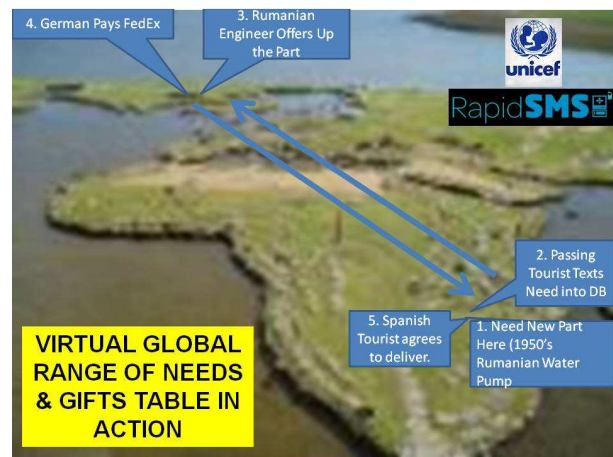 4. German Pays FedEx
3. Rumanian
Engineer Offers Up
the Part
unicef
RapidSMS
2. Passing
Tourist Texts
Need into DB
5. Spanish
Tourist agrees
to deliver.
1. Need New Part
Here (1950's
Rumanian Water
Pump
VIRTUAL GLOBAL
RANGE OF NEEDS
& GIFTS TABLE IN
ACTION